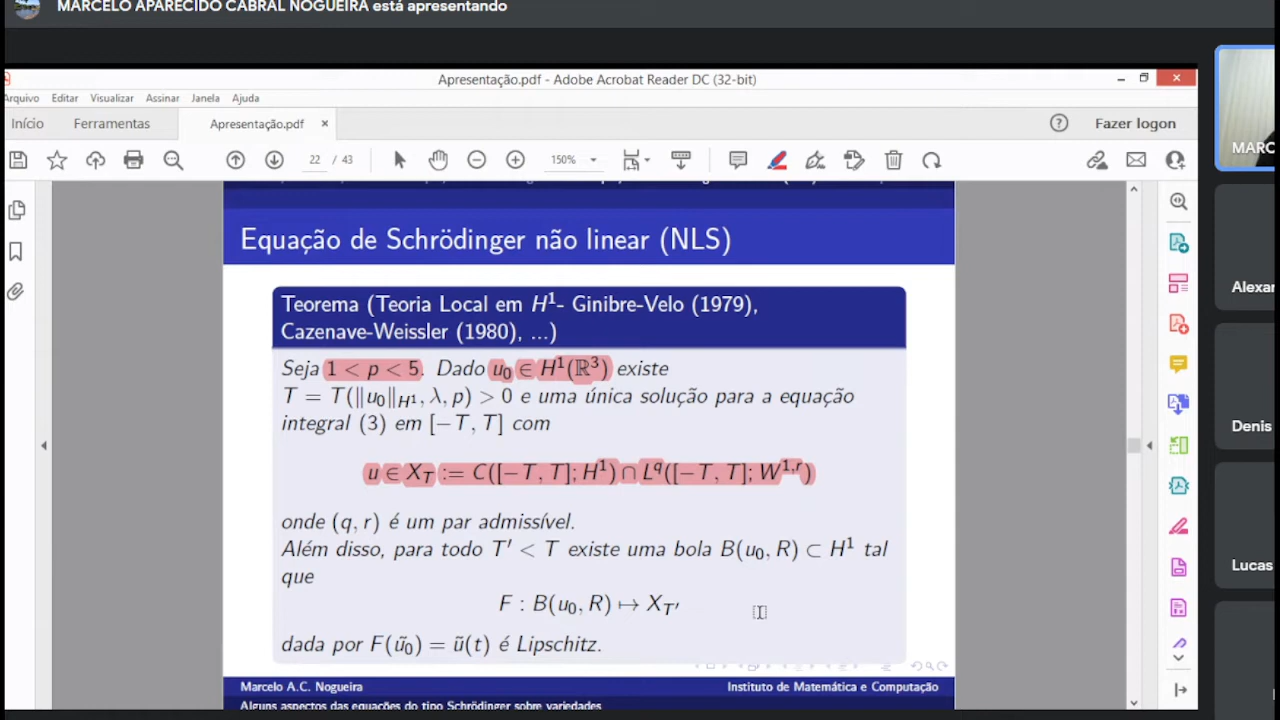 MARCELO APARECIDO CABRAL NOGUEIRA está apresentando
Apresentação.pdf - Adobe Acrobat Reader DC (32-bit)
Arquivo Editar Visualizar Assinar Janela Ajuda
Início Ferramentas Apresentação.pdf × Fazer logon
22 / 43 150%
Equação de Schrödinger não linear (NLS)
Teorema (Teoria Local em H¹- Ginibre-Velo (1979),
Cazenave-Weissler (1980), ...)
Seja 1 < p < 5. Dado u₀ ∈ H¹(ℝ³) existe
T = T(‖u₀‖_{H¹}, λ, p) > 0 e uma única solução para a equação
integral (3) em [−T, T] com
u ∈ X_T := C([−T, T]; H¹) ∩ L^q([−T, T]; W^{1,r})
onde (q, r) é um par admissível.
Além disso, para todo T′ < T existe uma bola B(u₀, R) ⊂ H¹ tal
que
F : B(u₀, R) ↦ X_{T′}
dada por F(ũ₀) = ũ(t) é Lipschitz.
Marcelo A.C. Nogueira Instituto de Matemática e Computação
Alguns aspectos das equações do tipo Schrödinger sobre variedades
MARC
Alexa
Denis
Lucas